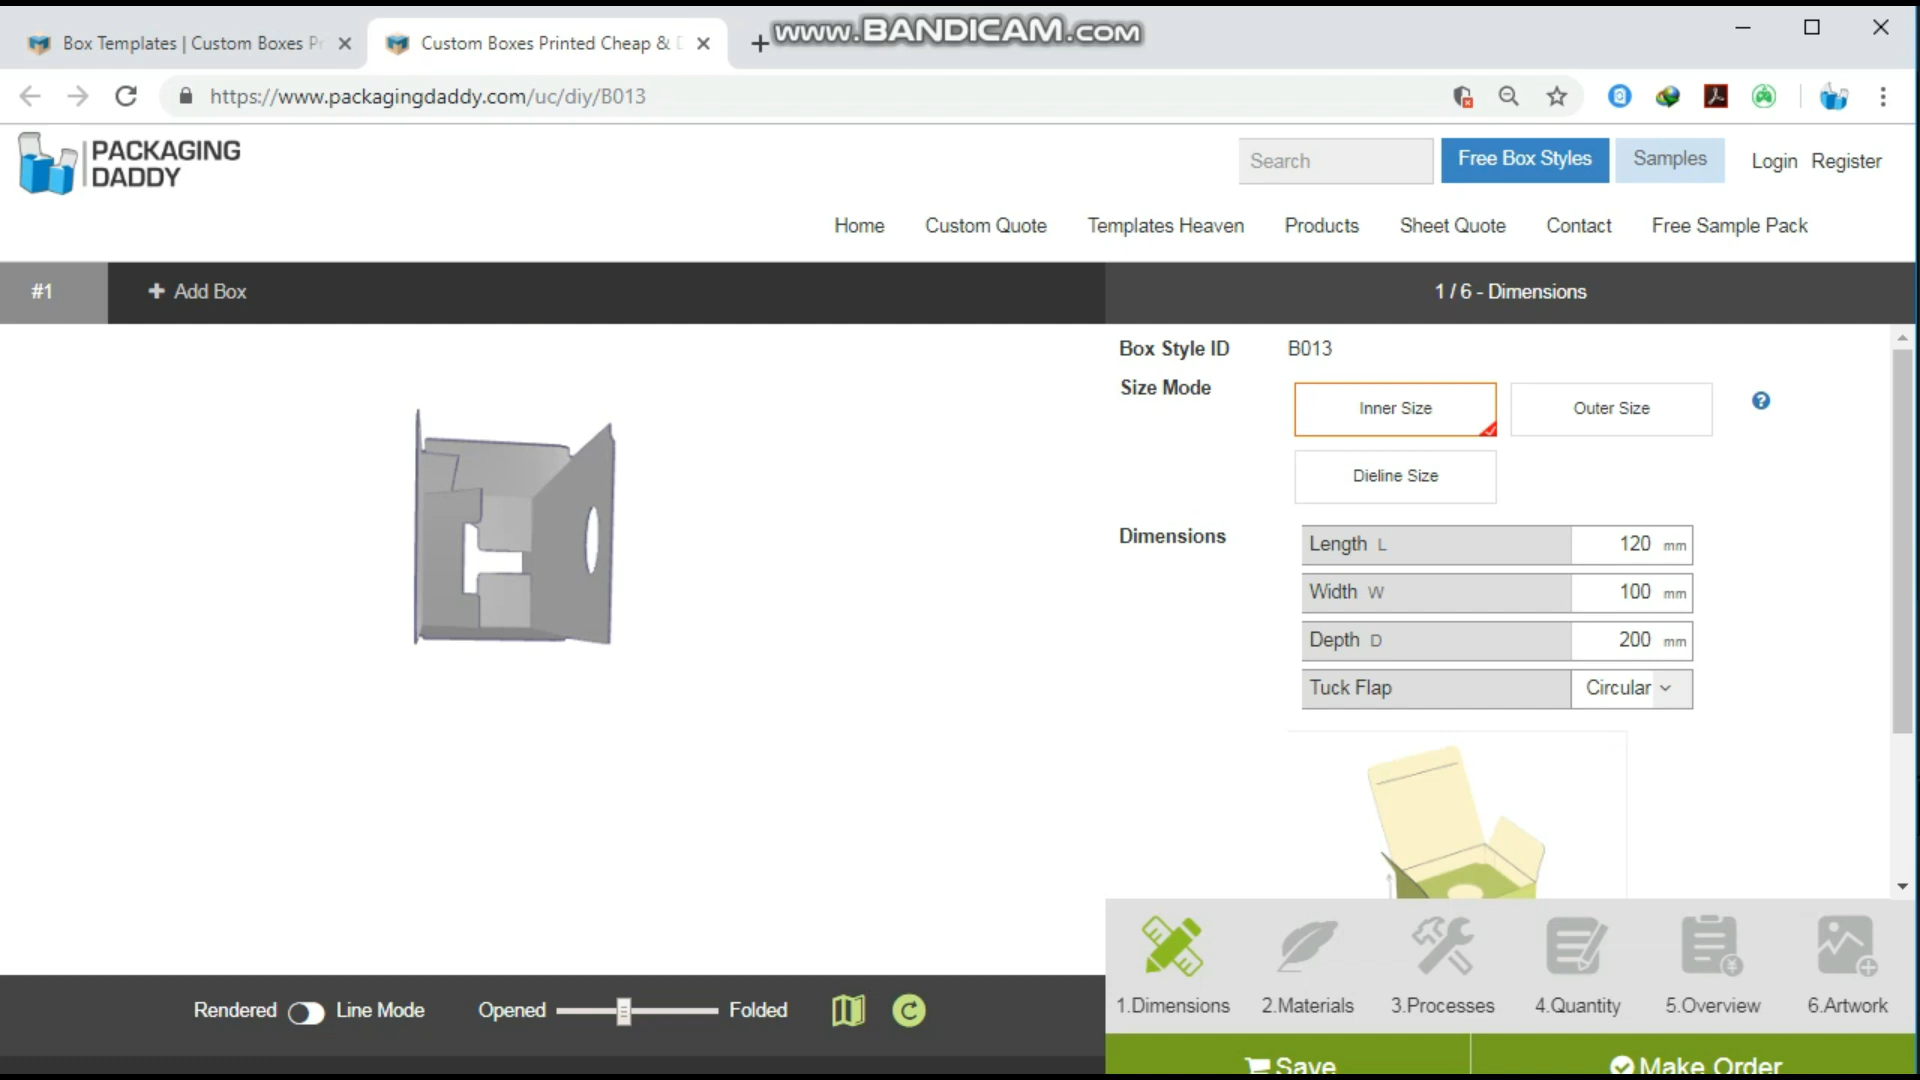 Box Templates | Custom Boxes Pr
Custom Boxes Printed Cheap & D
www.BANDICAM.com
https://www.packagingdaddy.com/uc/diy/B013
PACKAGING
DADDY
Search
Free Box Styles
Samples
Login
Register
Home
Custom Quote
Templates Heaven
Products
Sheet Quote
Contact
Free Sample Pack
#1
Add Box
1 / 6 - Dimensions
Box Style ID
B013
Size Mode
Inner Size
Outer Size
Dieline Size
Dimensions
Length L 120 mm
Width W 100 mm
Depth D 200 mm
Tuck Flap Circular
Rendered
Line Mode
Opened
Folded
1.Dimensions
2.Materials
3.Processes
4.Quantity
5.Overview
6.Artwork
Save
Make Order